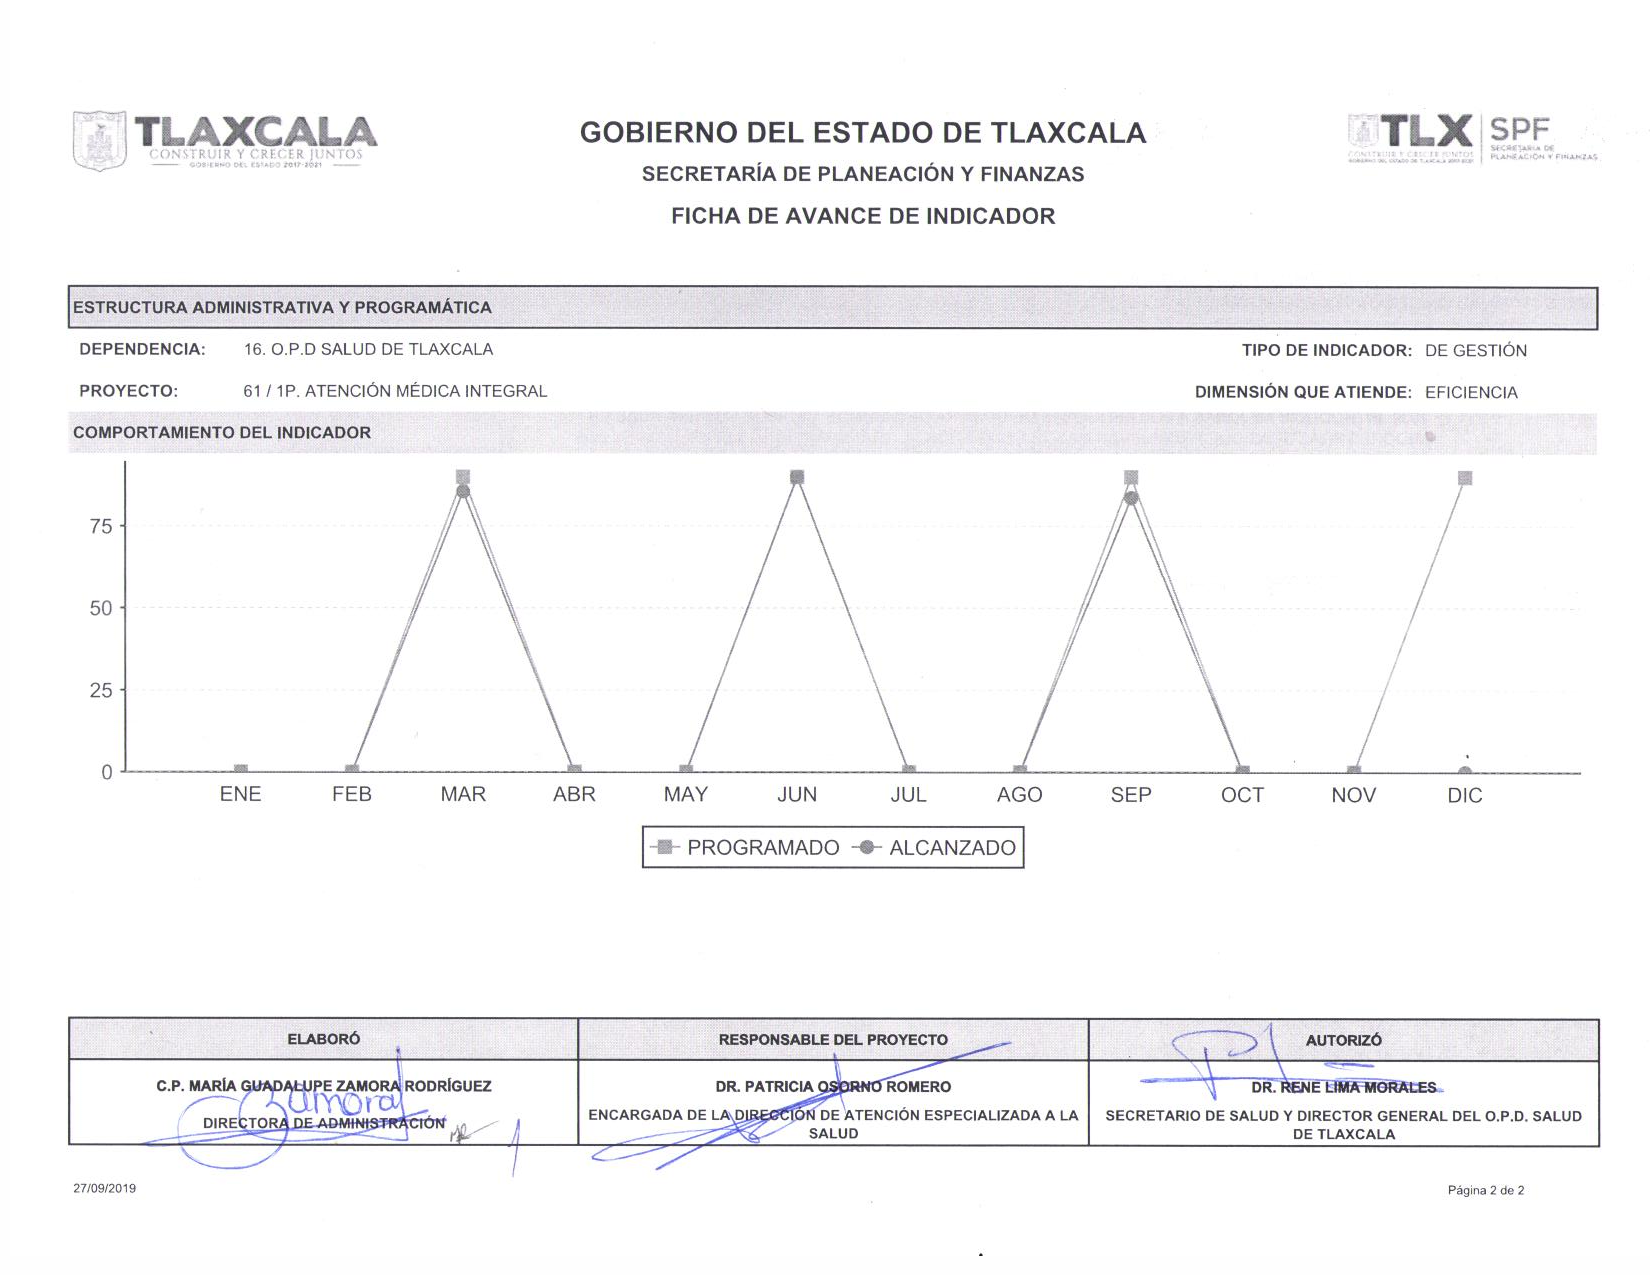 TLAXCALA
CONSTRUIR Y CRECER JUNTOS
GOBIERNO DEL ESTADO 2017-2021
GOBIERNO DEL ESTADO DE TLAXCALA
SECRETARÍA DE PLANEACIÓN Y FINANZAS
FICHA DE AVANCE DE INDICADOR
TLX
CONSTRUIR Y CRECER JUNTOS
SPF
SECRETARÍA DE
PLANEACIÓN Y FINANZAS
ESTRUCTURA ADMINISTRATIVA Y PROGRAMÁTICA
DEPENDENCIA: 16. O.P.D SALUD DE TLAXCALA TIPO DE INDICADOR: DE GESTIÓN
PROYECTO: 61 / 1P. ATENCIÓN MÉDICA INTEGRAL DIMENSIÓN QUE ATIENDE: EFICIENCIA
COMPORTAMIENTO DEL INDICADOR
75
50
25
0
ENE FEB MAR ABR MAY JUN JUL AGO SEP OCT NOV DIC
PROGRAMADO ALCANZADO
ELABORÓ
C.P. MARÍA GUADALUPE ZAMORA RODRÍGUEZ
DIRECTORA DE ADMINISTRACIÓN
Zamora
RESPONSABLE DEL PROYECTO
DR. PATRICIA OSORNO ROMERO
ENCARGADA DE LA DIRECCIÓN DE ATENCIÓN ESPECIALIZADA A LA
SALUD
AUTORIZÓ
DR. RENE LIMA MORALES
SECRETARIO DE SALUD Y DIRECTOR GENERAL DEL O.P.D. SALUD
DE TLAXCALA
27/09/2019
Página 2 de 2